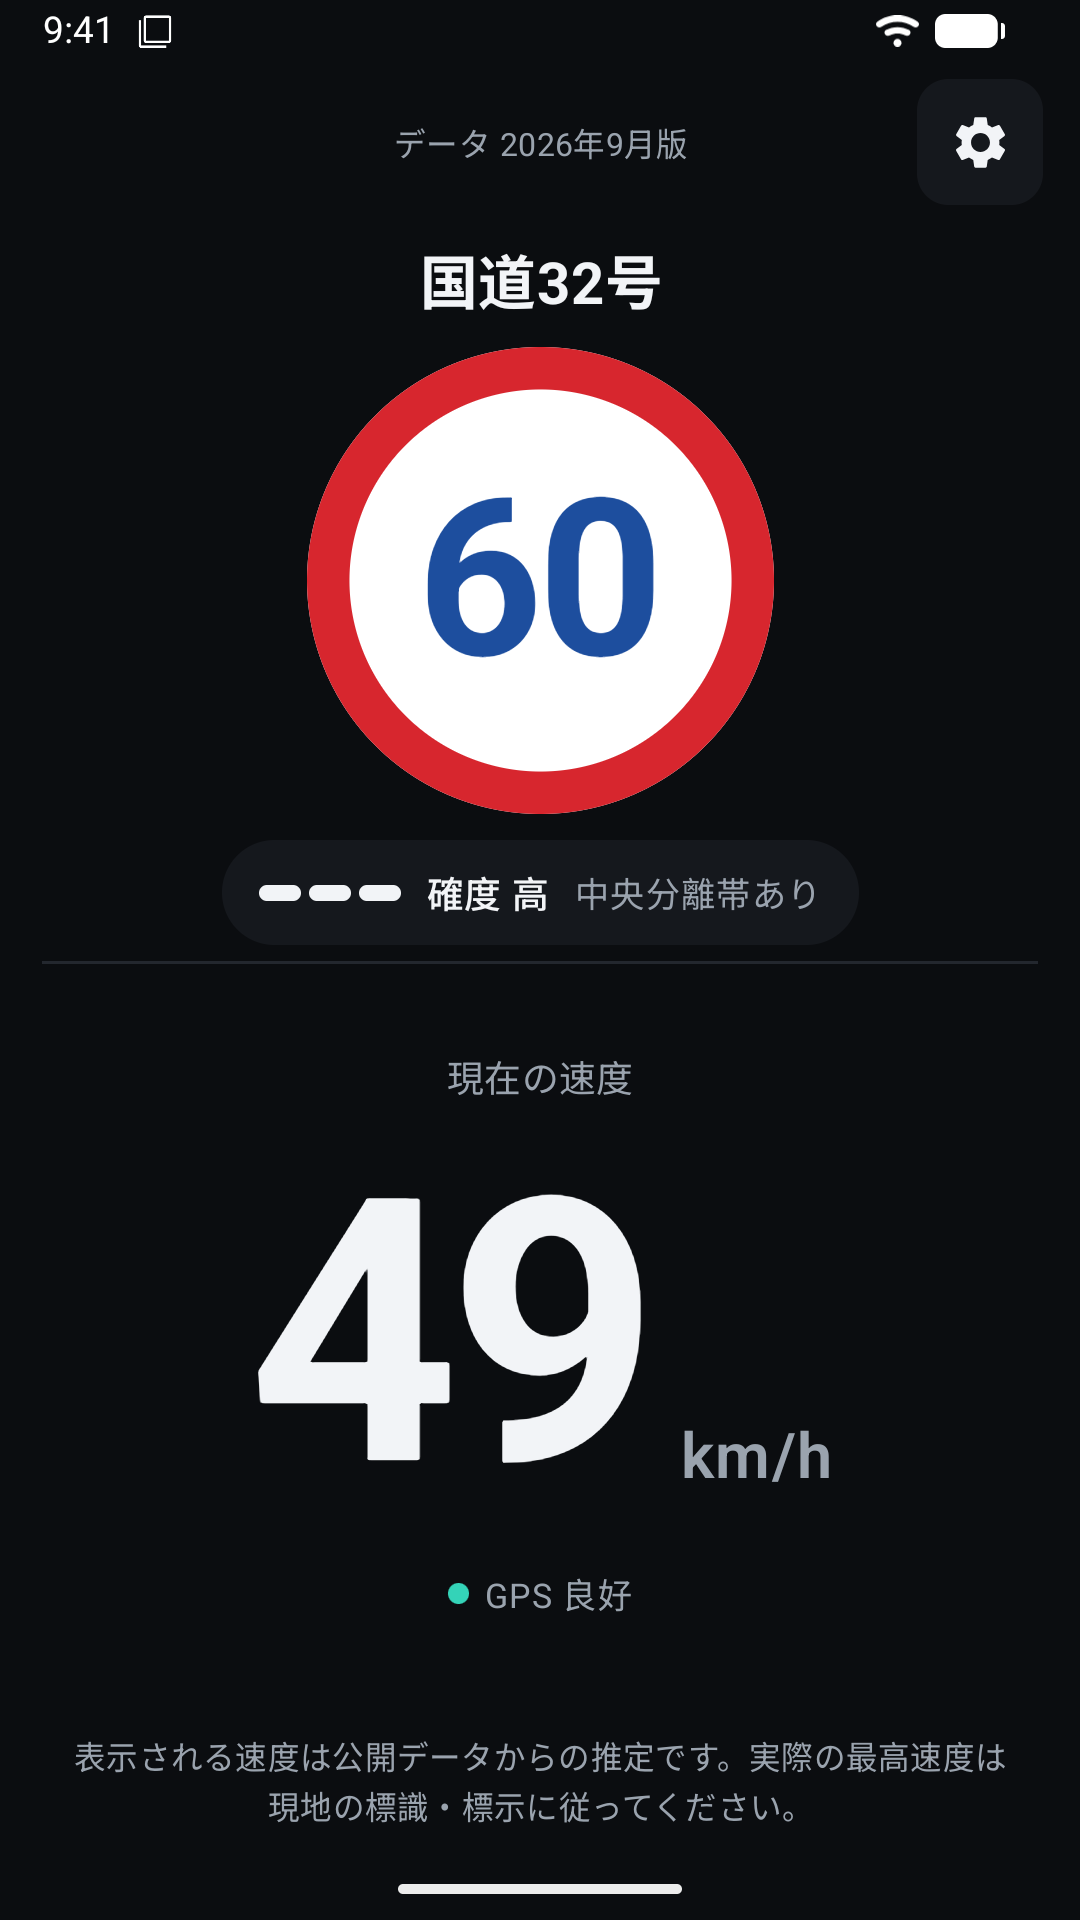 9:41
データ 2026年9月版
国道32号
60
確度 高 中央分離帯あり
現在の速度
49 km/h
GPS 良好
表示される速度は公開データからの推定です。実際の最高速度は
現地の標識・標示に従ってください。